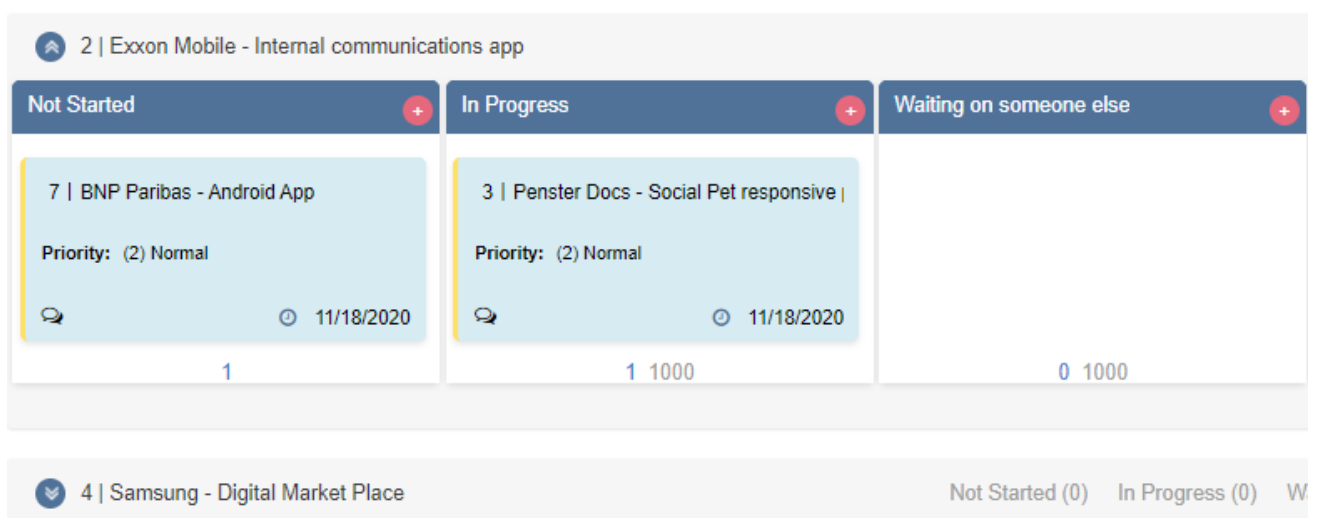 2 | Exxon Mobile - Internal communications app
Not Started + In Progress + Waiting on someone else +
7 | BNP Paribas - Android App 3 | Penster Docs - Social Pet responsive
Priority: (2) Normal Priority: (2) Normal
11/18/2020 11/18/2020
1 1 1000 0 1000
4 | Samsung - Digital Market Place Not Started (0) In Progress (0)